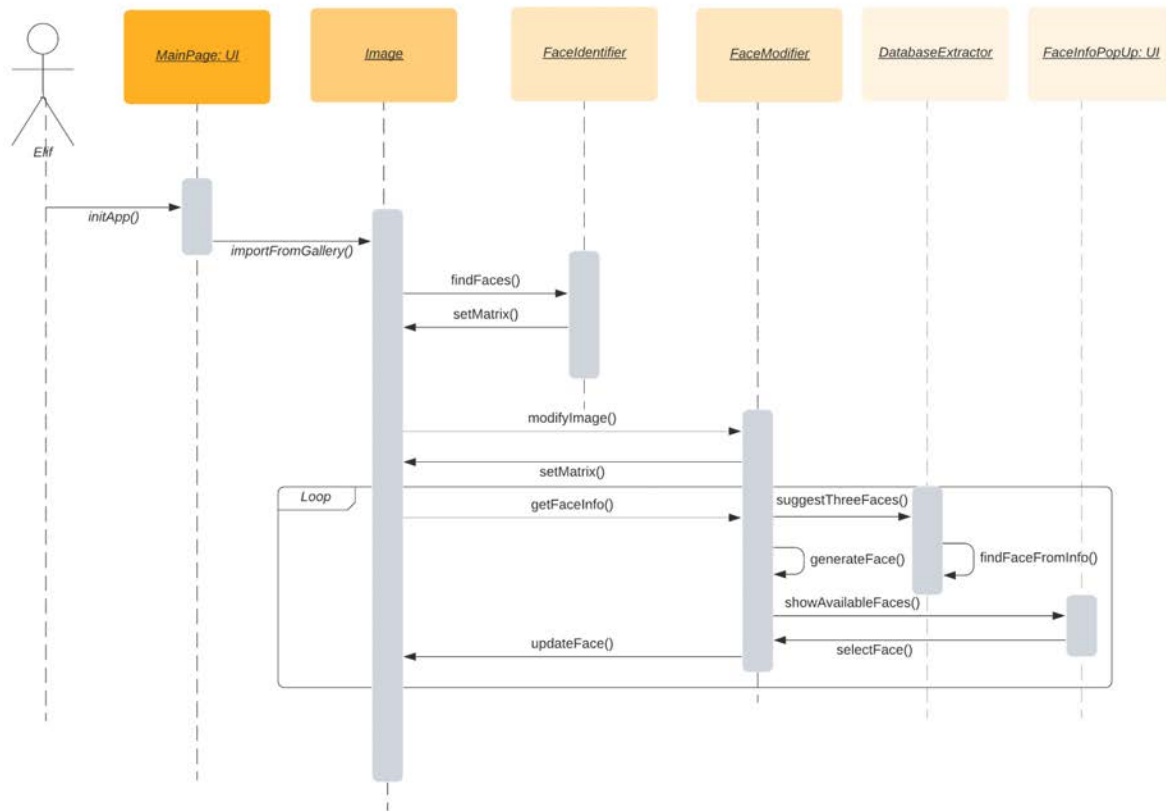 MainPage: UI
Image
FaceIdentifier
FaceModifier
DatabaseExtractor
FaceInfoPopUp: UI
Elif
initApp()
importFromGallery()
findFaces()
setMatrix()
modifyImage()
setMatrix()
Loop
getFaceInfo()
suggestThreeFaces()
generateFace()
findFaceFromInfo()
showAvailableFaces()
selectFace()
updateFace()